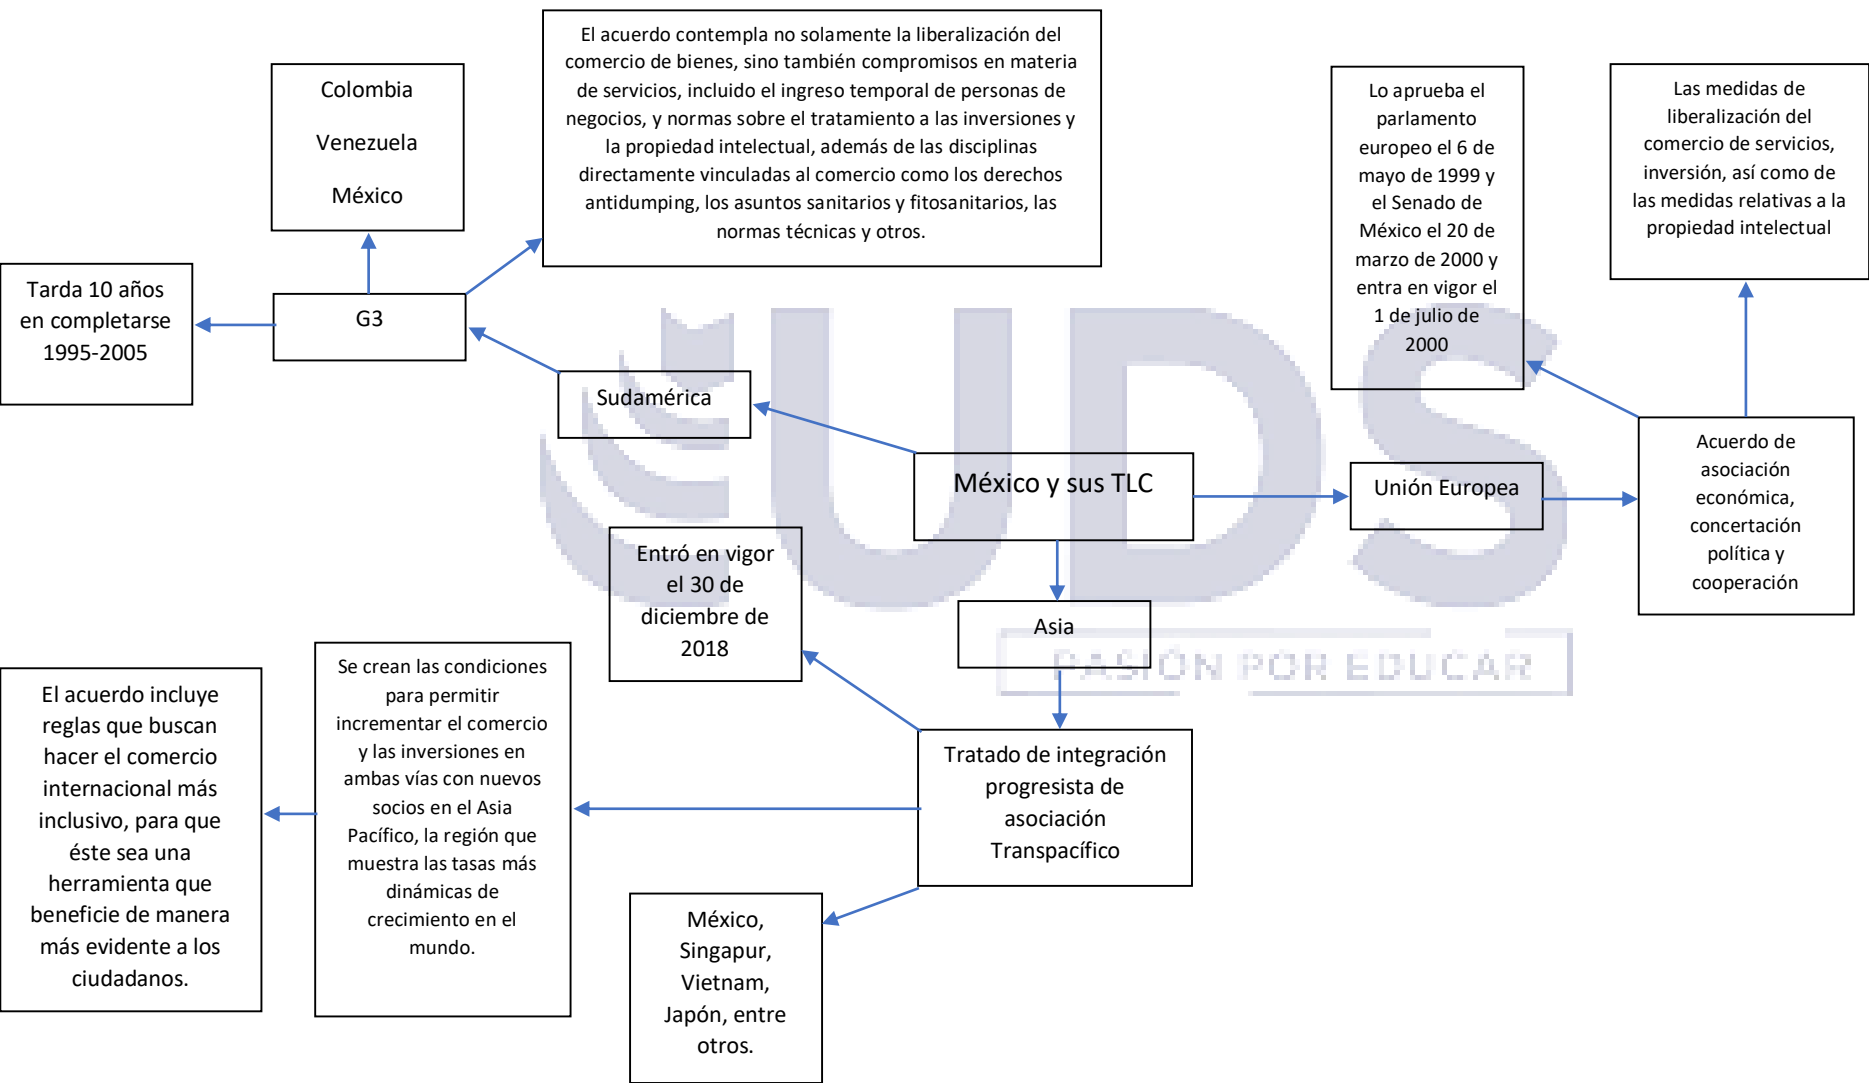 El acuerdo contempla no solamente la liberalización del
comercio de bienes, sino también compromisos en materia
de servicios, incluido el ingreso temporal de personas de
negocios, y normas sobre el tratamiento a las inversiones y
la propiedad intelectual, además de las disciplinas
directamente vinculadas al comercio como los derechos
antidumping, los asuntos sanitarios y fitosanitarios, las
normas técnicas y otros.
Colombia
Venezuela
México
Lo aprueba el
parlamento
europeo el 6 de
mayo de 1999 y
el Senado de
México el 20 de
marzo de 2000 y
entra en vigor el
1 de julio de
2000
Las medidas de
liberalización del
comercio de servicios,
inversión, así como de
las medidas relativas a la
propiedad intelectual
Tarda 10 años
en completarse
1995-2005
G3
Sudamérica
México y sus TLC
Unión Europea
Acuerdo de
asociación
económica,
concertación
política y
cooperación
Entró en vigor
el 30 de
diciembre de
2018
Asia
UDS
PASIÓN POR EDUCAR
El acuerdo incluye
reglas que buscan
hacer el comercio
internacional más
inclusivo, para que
éste sea una
herramienta que
beneficie de manera
más evidente a los
ciudadanos.
Se crean las condiciones
para permitir
incrementar el comercio
y las inversiones en
ambas vías con nuevos
socios en el Asia
Pacífico, la región que
muestra las tasas más
dinámicas de
crecimiento en el
mundo.
Tratado de integración
progresista de
asociación
Transpacífico
México,
Singapur,
Vietnam,
Japón, entre
otros.